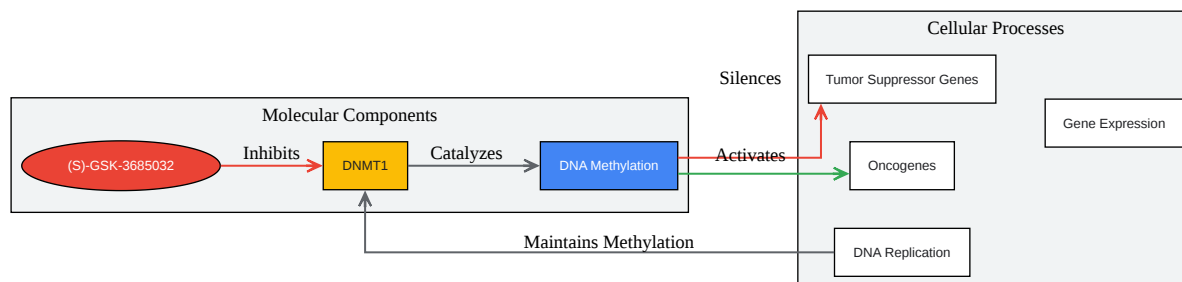 Cellular Processes
Silences
Tumor Suppressor Genes
Molecular Components
Gene Expression
(S)-GSK-3685032
Inhibits
DNMT1
Catalyzes
DNA Methylation
Activates
Oncogenes
Maintains Methylation
DNA Replication